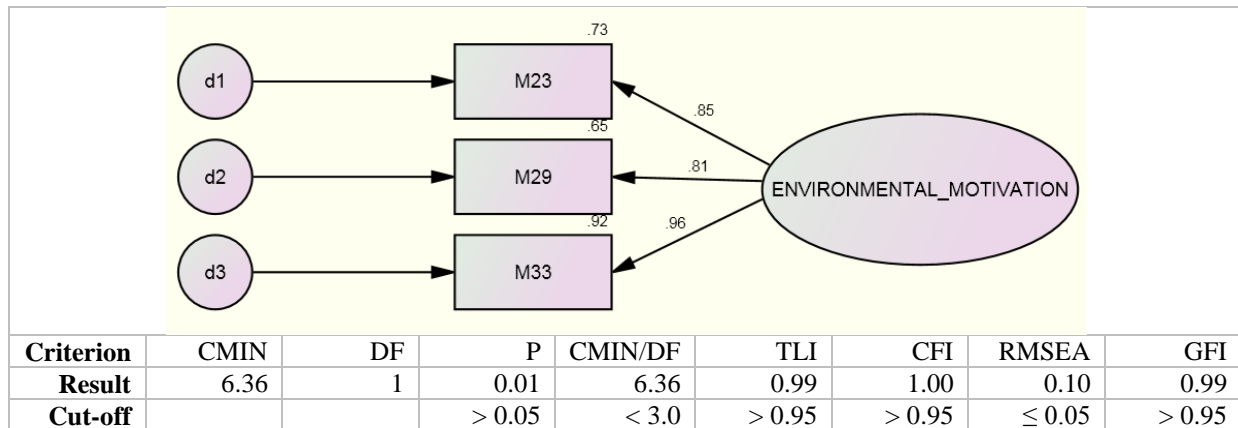 .73
d1 M23
.85
.65
d2 M29 .81 ENVIRONMENTAL_MOTIVATION
.92
.96
d3 M33
Criterion CMIN DF P CMIN/DF TLI CFI RMSEA GFI
Result 6.36 1 0.01 6.36 0.99 1.00 0.10 0.99
Cut-off > 0.05 < 3.0 > 0.95 > 0.95 ≤ 0.05 > 0.95